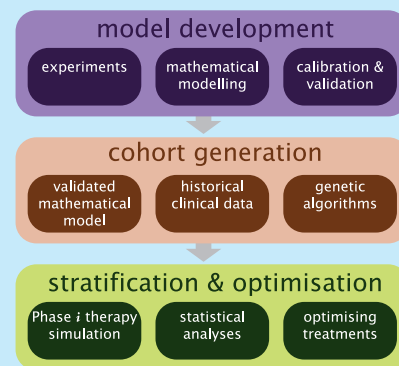 model development
experiments
mathematical modelling
calibration & validation
cohort generation
validated mathematical model
historical clinical data
genetic algorithms
stratification & optimisation
Phase i therapy simulation
statistical analyses
optimising treatments